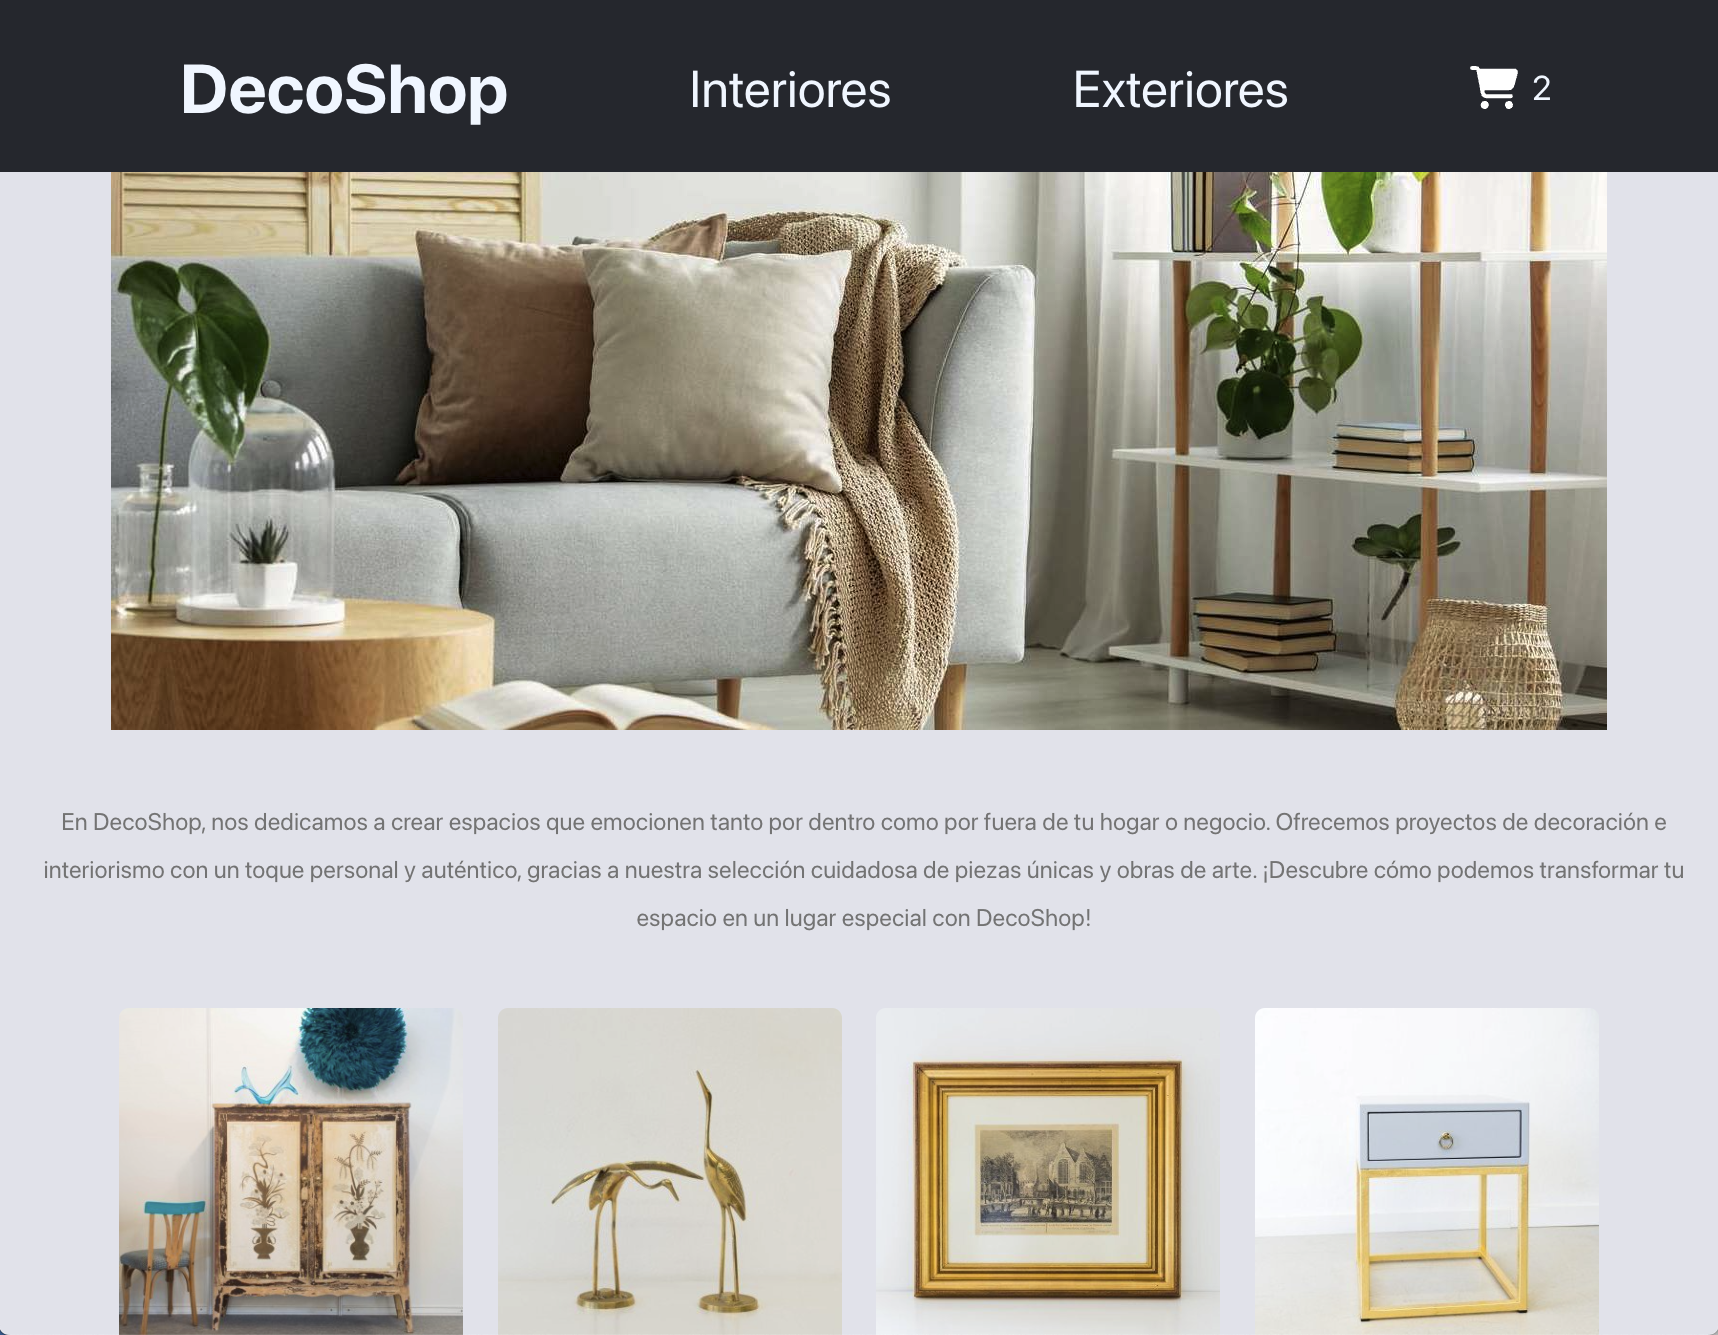 DecoShop Interiores Exteriores 2
En DecoShop, nos dedicamos a crear espacios que emocionen tanto por dentro como por fuera de tu hogar o negocio. Ofrecemos proyectos de decoración e
interiorismo con un toque personal y auténtico, gracias a nuestra selección cuidadosa de piezas únicas y obras de arte. ¡Descubre cómo podemos transformar tu
espacio en un lugar especial con DecoShop!